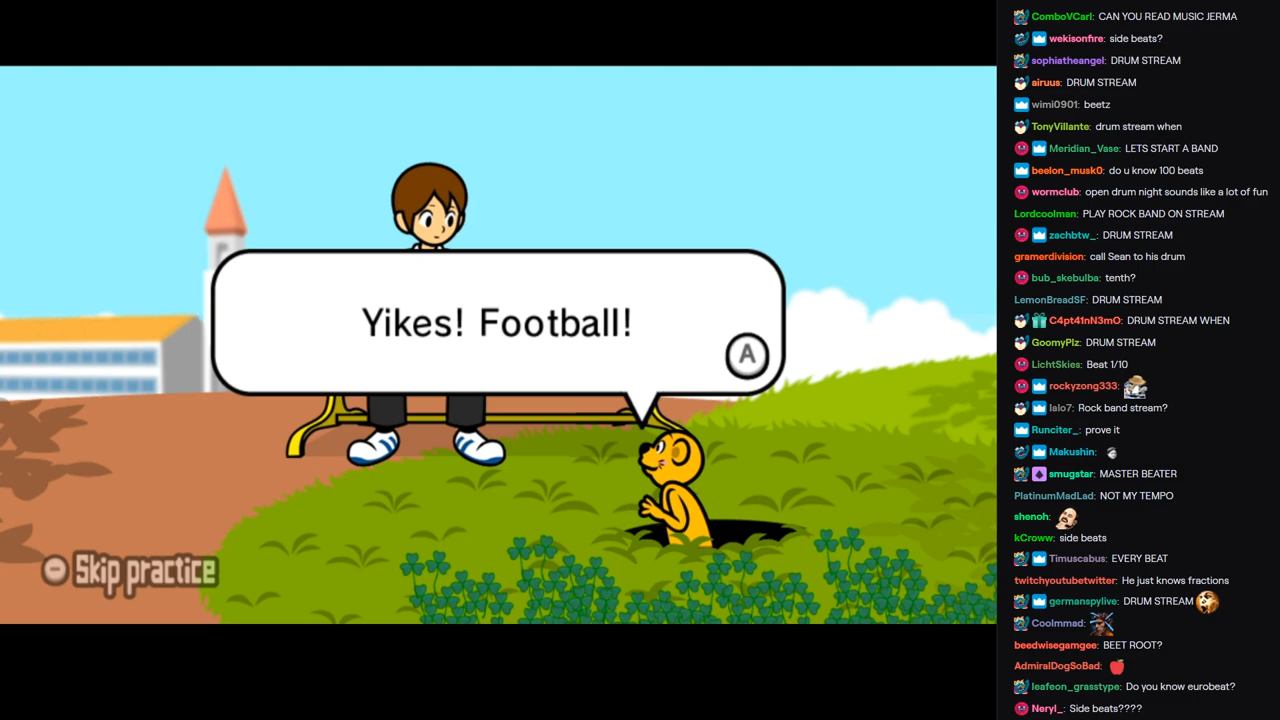 Yikes! Football!
A
Skip practice
ComboVCarl: CAN YOU READ MUSIC JERMA
wekisonfire: side beats?
sophiatheangel: DRUM STREAM
airuus: DRUM STREAM
wimi0901: beetz
TonyVillante: drum stream when
Meridian_Vase: LETS START A BAND
beelon_musk0: do u know 100 beats
wormclub: open drum night sounds like a lot of fun
Lordcoolman: PLAY ROCK BAND ON STREAM
zachbtw_: DRUM STREAM
gramerdivision: call Sean to his drum
bub_skebulba: tenth?
LemonBreadSF: DRUM STREAM
C4pt41nN3mO: DRUM STREAM WHEN
GoomyPlz: DRUM STREAM
LichtSkies: Beat 1/10
rockyzong333:
lalo7: Rock band stream?
Runciter_: prove it
Makushin:
smugstar: MASTER BEATER
PlatinumMadLad: NOT MY TEMPO
shenoh:
kCroww: side beats
Timuscabus: EVERY BEAT
twitchyoutubetwitter: He just knows fractions
germanspylive: DRUM STREAM
Coolmmad:
beedwisegamgee: BEET ROOT?
AdmiralDogSoBad:
leafeon_grasstype: Do you know eurobeat?
Neryl_: Side beats????